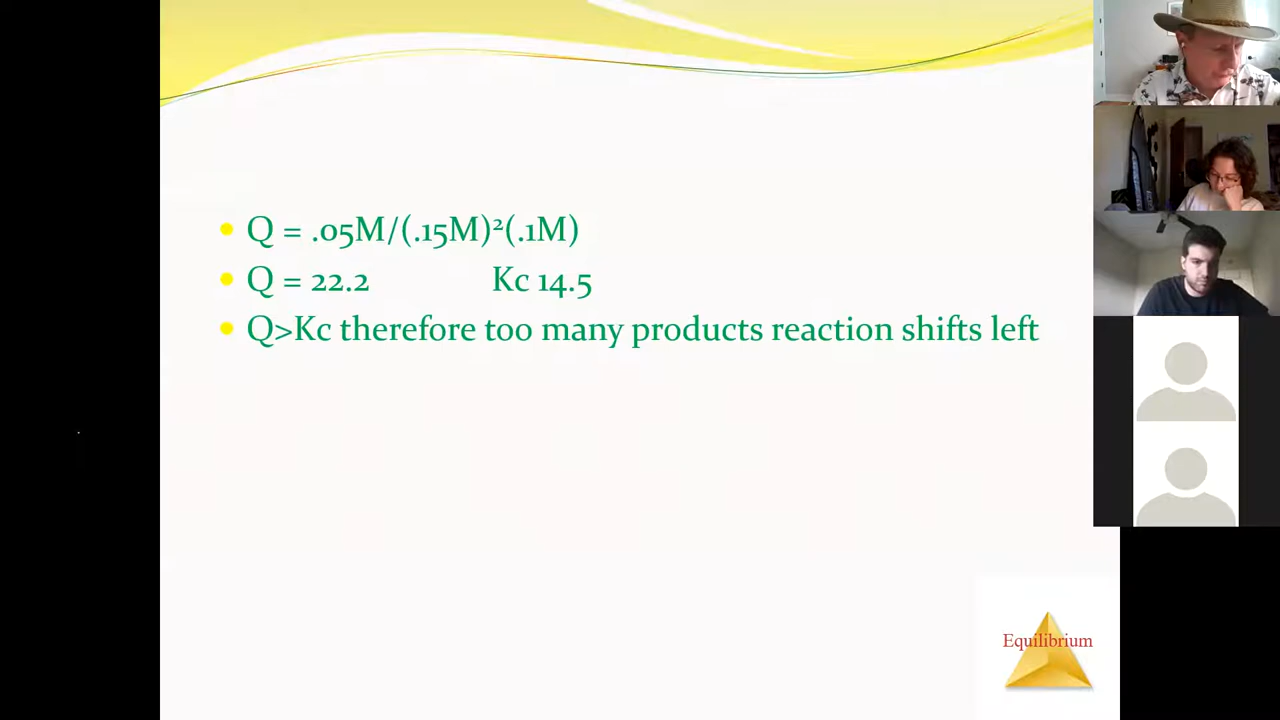 Q = .05M/(.15M)²(.1M)
Q = 22.2 Kc 14.5
Q>Kc therefore too many products reaction shifts left
Equilibrium